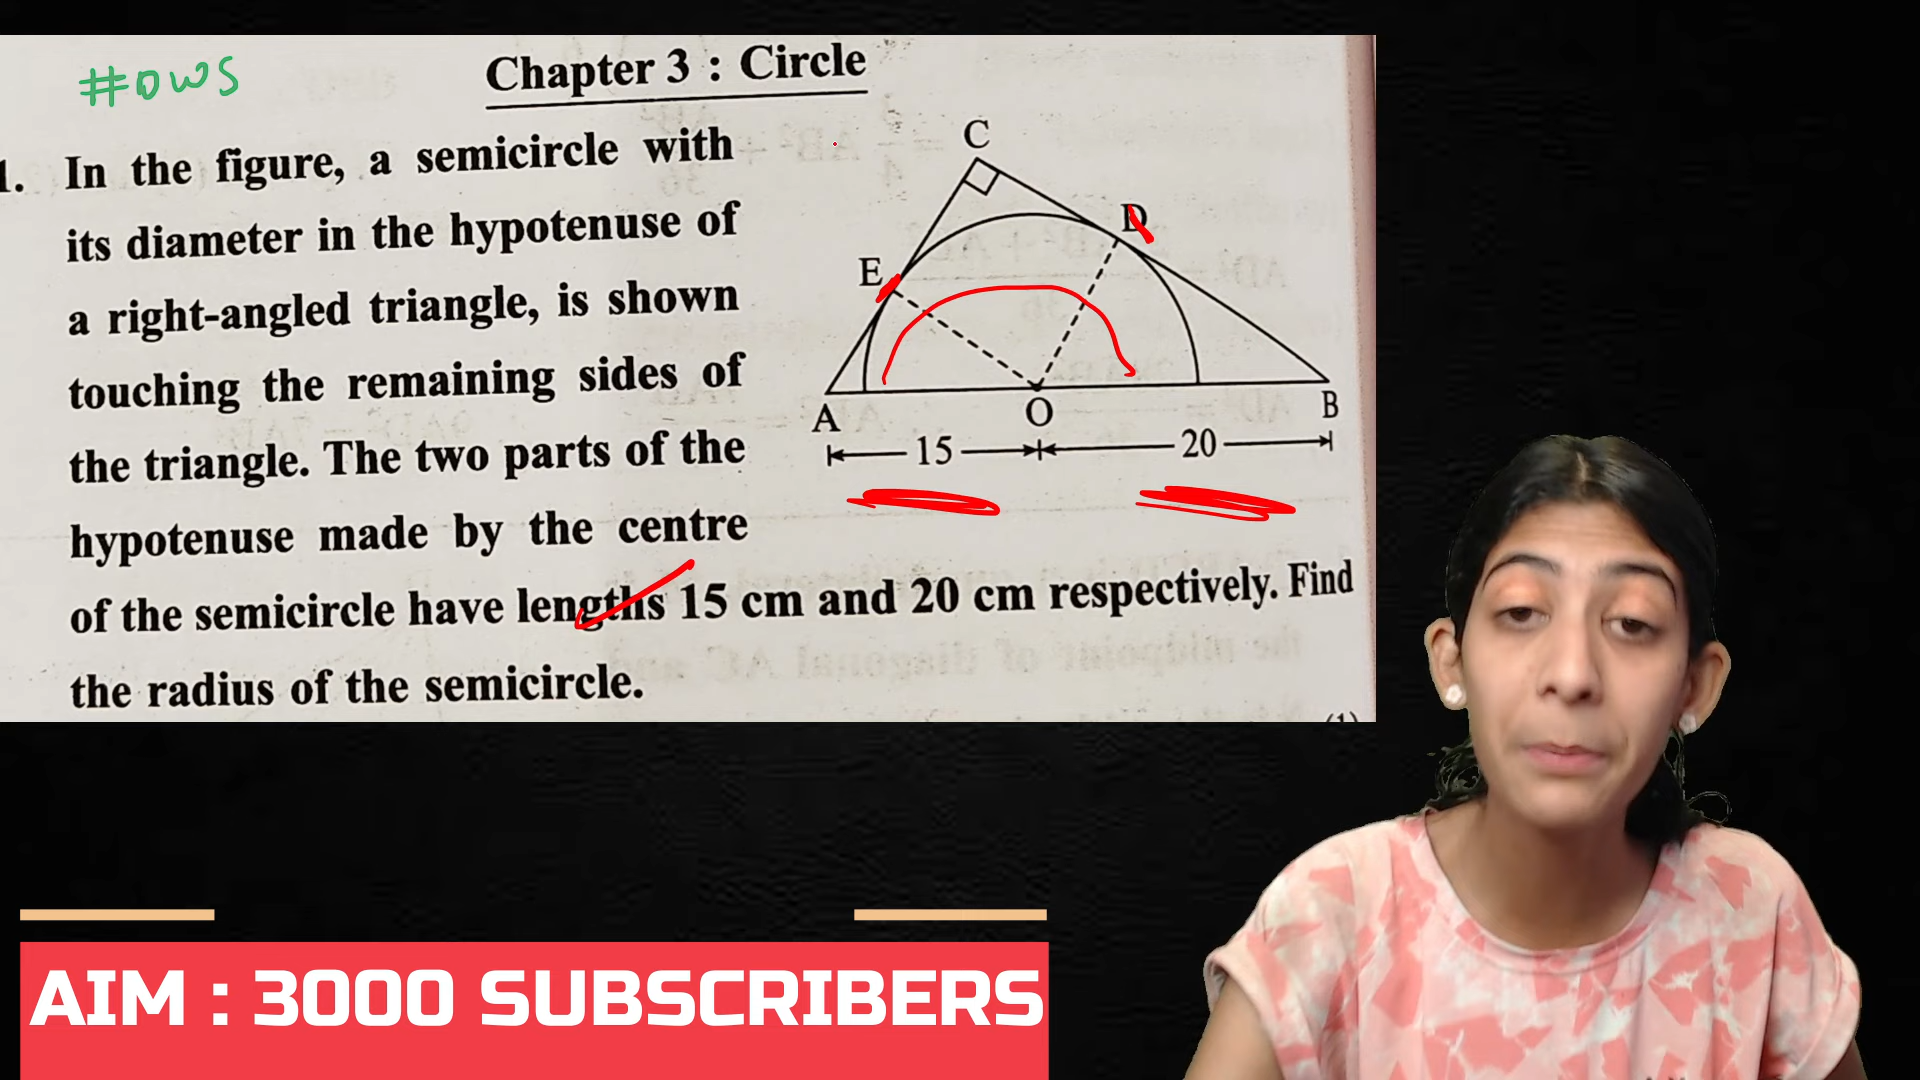 #OWS
Chapter 3 : Circle
1. In the figure, a semicircle with
its diameter in the hypotenuse of
a right-angled triangle, is shown
touching the remaining sides of
the triangle. The two parts of the
hypotenuse made by the centre
of the semicircle have lengths 15 cm and 20 cm respectively. Find
the radius of the semicircle.
C
D
E
A O B
15 20
(1)
AIM : 3000 SUBSCRIBERS